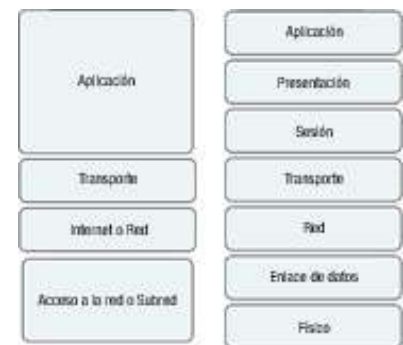 Aplicación
Transporte
Internet o Red
Acceso a la red o Subred
Aplicación
Presentación
Sesión
Transporte
Red
Enlace de datos
Físico